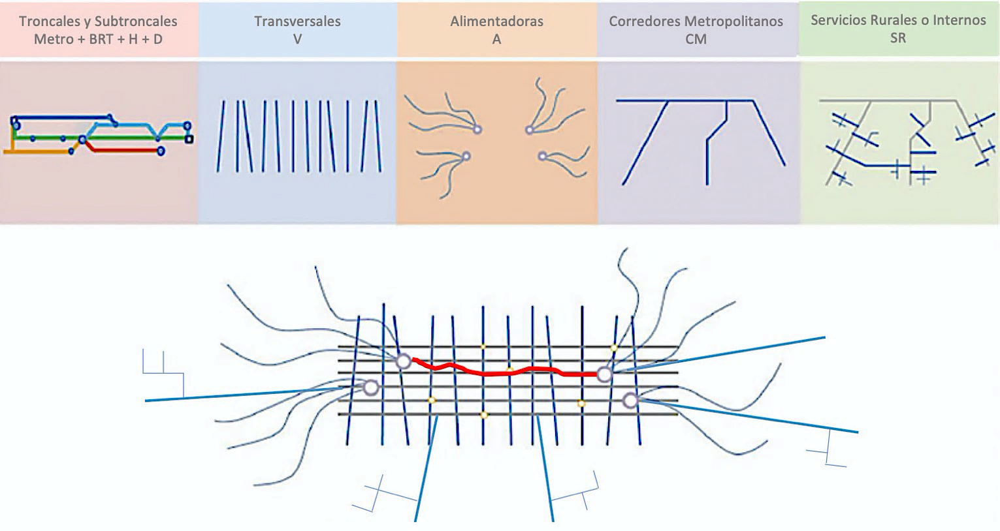 Troncales y Subtroncales
Metro + BRT + H + D
Transversales
V
Alimentadoras
A
Corredores Metropolitanos
CM
Servicios Rurales o Internos
SR